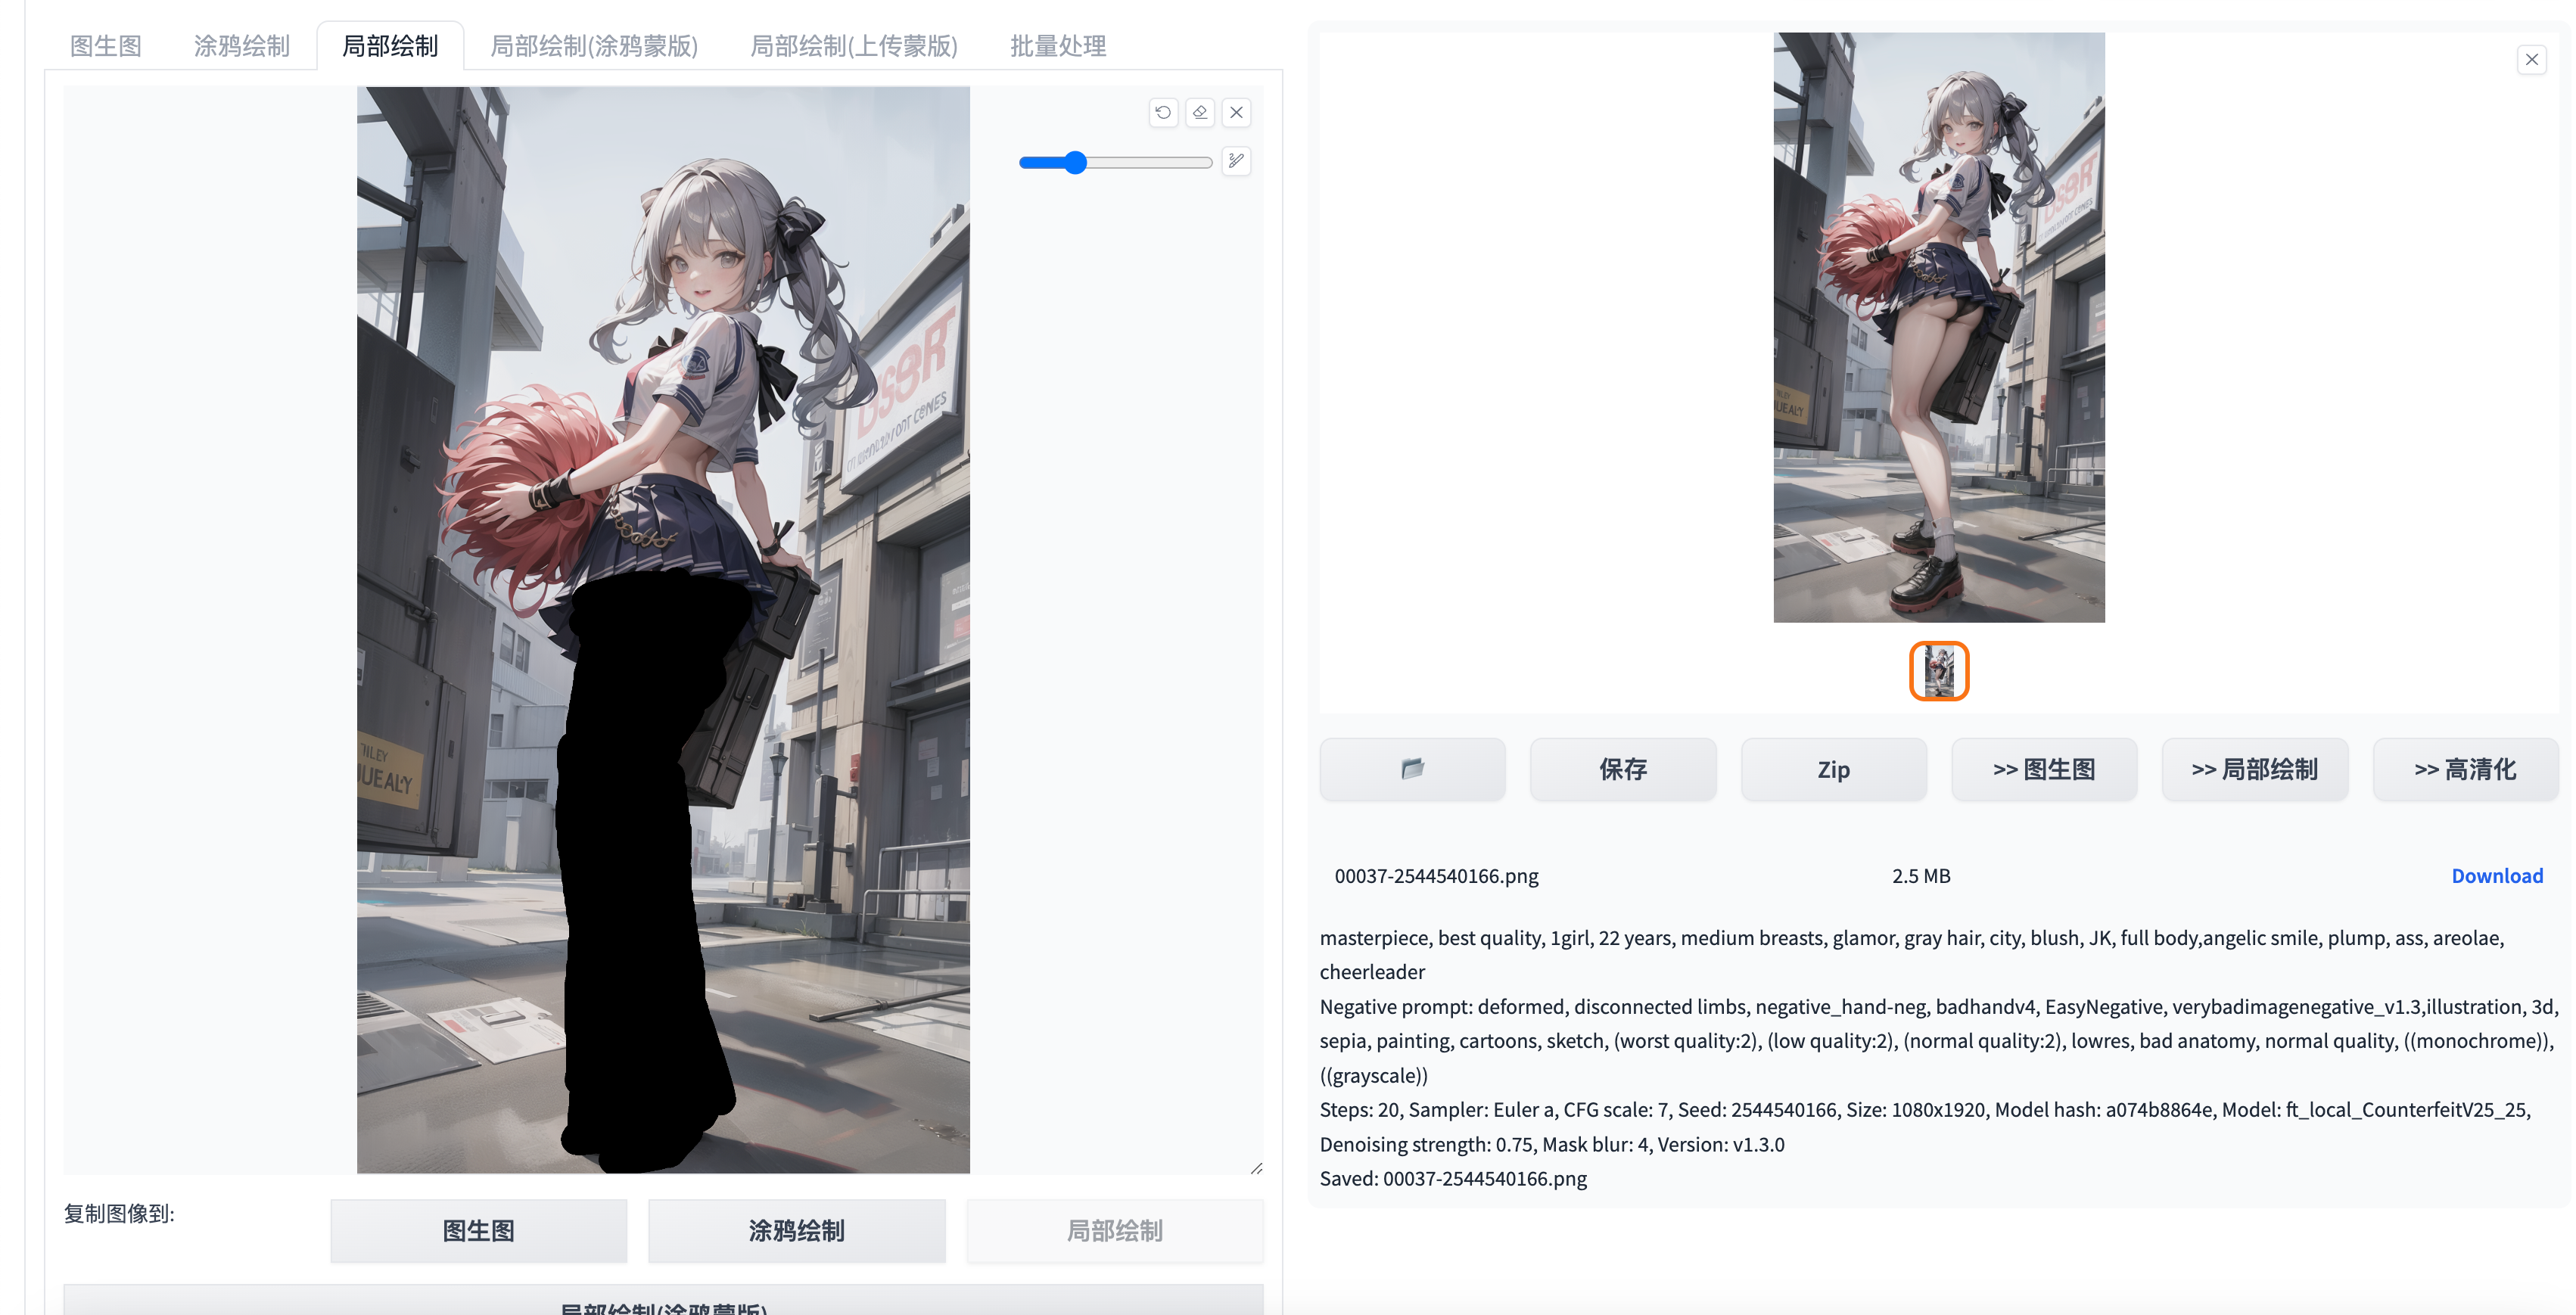 图生图
涂鸦绘制
局部绘制
局部绘制(涂鸦蒙版)
局部绘制(上传蒙版)
批量处理
复制图像到:
图生图
涂鸦绘制
局部绘制
局部绘制(涂鸦蒙版)
保存
Zip
>> 图生图
>> 局部绘制
>> 高清化
00037-2544540166.png
2.5 MB
Download
masterpiece, best quality, 1girl, 22 years, medium breasts, glamor, gray hair, city, blush, JK, full body,angelic smile, plump, ass, areolae,
cheerleader
Negative prompt: deformed, disconnected limbs, negative_hand-neg, badhandv4, EasyNegative, verybadimagenegative_v1.3,illustration, 3d,
sepia, painting, cartoons, sketch, (worst quality:2), (low quality:2), (normal quality:2), lowres, bad anatomy, normal quality, ((monochrome)),
((grayscale))
Steps: 20, Sampler: Euler a, CFG scale: 7, Seed: 2544540166, Size: 1080x1920, Model hash: a074b8864e, Model: ft_local_CounterfeitV25_25,
Denoising strength: 0.75, Mask blur: 4, Version: v1.3.0
Saved: 00037-2544540166.png